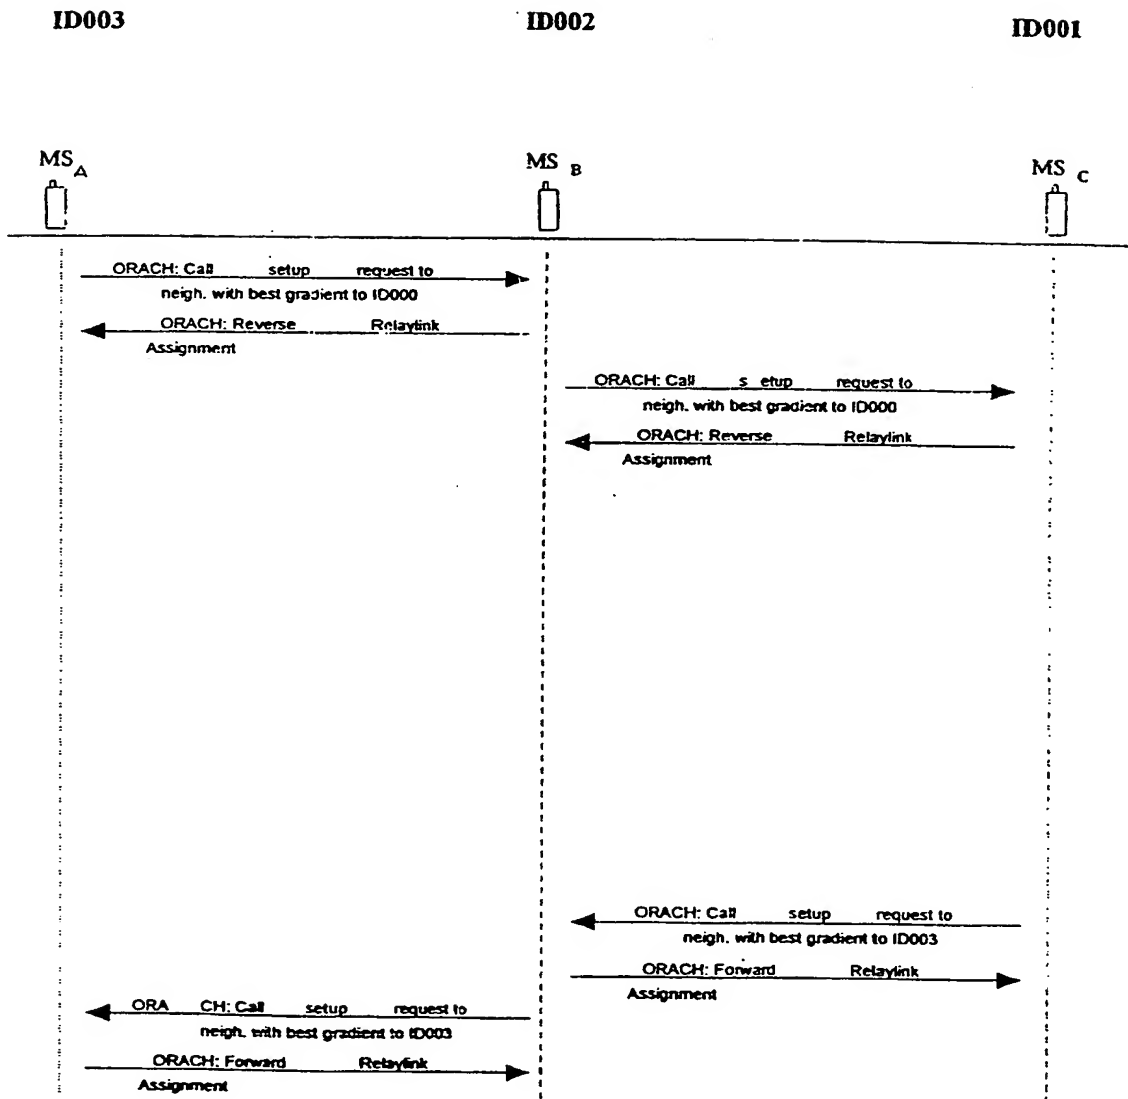 ID003 ID002 ID001
MS A MS B MS C
ORACH: Call setup request to
neigh. with best gradient to ID000
ORACH: Reverse Relaylink
Assignment
ORACH: Call s etup request to
neigh. with best gradient to ID000
ORACH: Reverse Relaylink
Assignment
ORACH: Call setup request to
neigh. with best gradient to ID003
ORACH: Forward Relaylink
Assignment
ORA CH: Call setup request to
neigh. with best gradient to ID003
ORACH: Forward Relaylink
Assignment